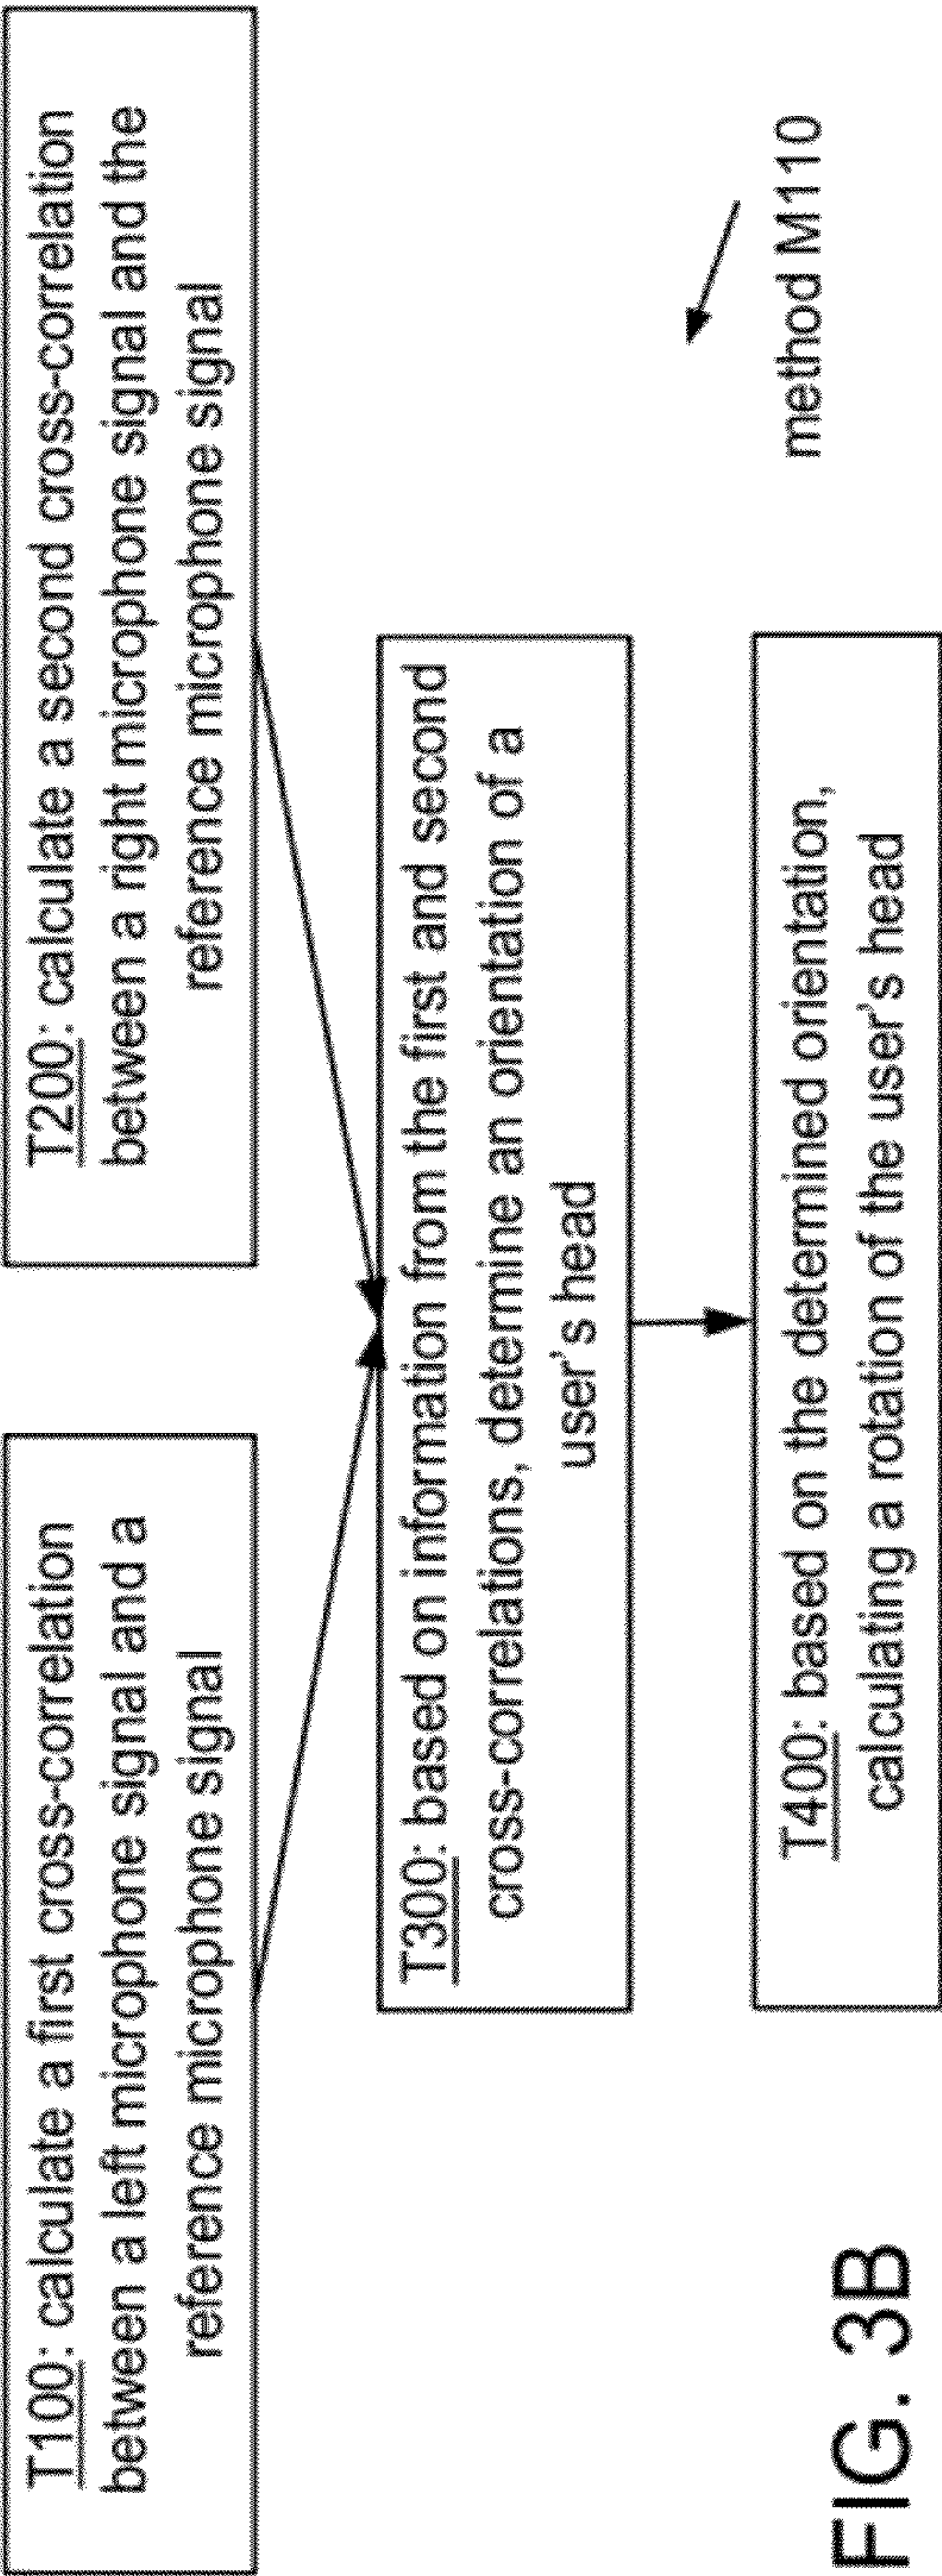 T100: calculate a first cross-correlation
between a left microphone signal and a
reference microphone signal
T200: calculate a second cross-correlation
between a right microphone signal and the
reference microphone signal
T300: based on information from the first and second
cross-correlations, determine an orientation of a
user's head
T400: based on the determined orientation,
calculating a rotation of the user's head
method M110
FIG. 3B